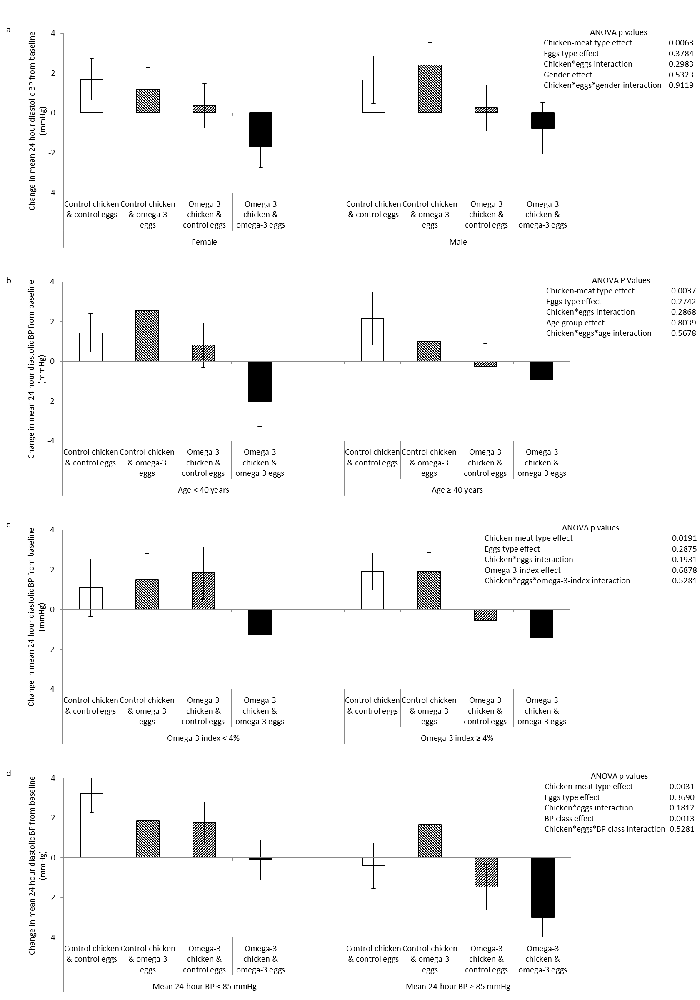 a
Change in mean 24 hour diastolic BP from baseline
(mmHg)
4
2
0
-2
-4
ANOVA p values
Chicken-meat type effect 0.0063
Eggs type effect 0.3784
Chicken*eggs interaction 0.2983
Gender effect 0.5323
Chicken*eggs*gender interaction 0.9119
Control chicken
& control eggs
Control chicken
& omega-3
eggs
Omega-3
chicken &
control eggs
Omega-3
chicken &
omega-3 eggs
Control chicken
& control eggs
Control chicken
& omega-3
eggs
Omega-3
chicken &
control eggs
Omega-3
chicken &
omega-3 eggs
Female
Male
b
Change in mean 24 hour diastolic BP from baseline
(mmHg)
4
2
0
-2
-4
ANOVA P Values
Chicken-meat type effect 0.0037
Eggs type effect 0.2742
Chicken*eggs interaction 0.2868
Age group effect 0.8039
Chicken*eggs*age interaction 0.5678
Control chicken
& control eggs
Control chicken
& omega-3
eggs
Omega-3
chicken &
control eggs
Omega-3
chicken &
omega-3 eggs
Control chicken
& control eggs
Control chicken
& omega-3
eggs
Omega-3
chicken &
control eggs
Omega-3
chicken &
omega-3 eggs
Age < 40 years
Age ≥ 40 years
c
Change in mean 24 hour diastolic BP from baseline
(mmHg)
4
2
0
-2
-4
ANOVA p values
Chicken-meat type effect 0.0191
Eggs type effect 0.2875
Chicken*eggs interaction 0.1931
Omega-3-index effect 0.6878
Chicken*eggs*omega-3-index interaction 0.5281
Control chicken
& control eggs
Control chicken
& omega-3
eggs
Omega-3
chicken &
control eggs
Omega-3
chicken &
omega-3 eggs
Control chicken
& control eggs
Control chicken
& omega-3
eggs
Omega-3
chicken &
control eggs
Omega-3
chicken &
omega-3 eggs
Omega-3 index < 4%
Omega-3 index ≥ 4%
d
Change in mean 24 hour diastolic BP from baseline
(mmHg)
4
2
0
-2
-4
ANOVA p values
Chicken-meat type effect 0.0031
Eggs type effect 0.3690
Chicken*eggs interaction 0.1812
BP class effect 0.0013
Chicken*eggs*BP class interaction 0.5281
Control chicken
& control eggs
Control chicken
& omega-3
eggs
Omega-3
chicken &
control eggs
Omega-3
chicken &
omega-3 eggs
Control chicken
& control eggs
Control chicken
& omega-3
eggs
Omega-3
chicken &
control eggs
Omega-3
chicken &
omega-3 eggs
Mean 24-hour BP < 85 mmHg
Mean 24-hour BP ≥ 85 mmHg